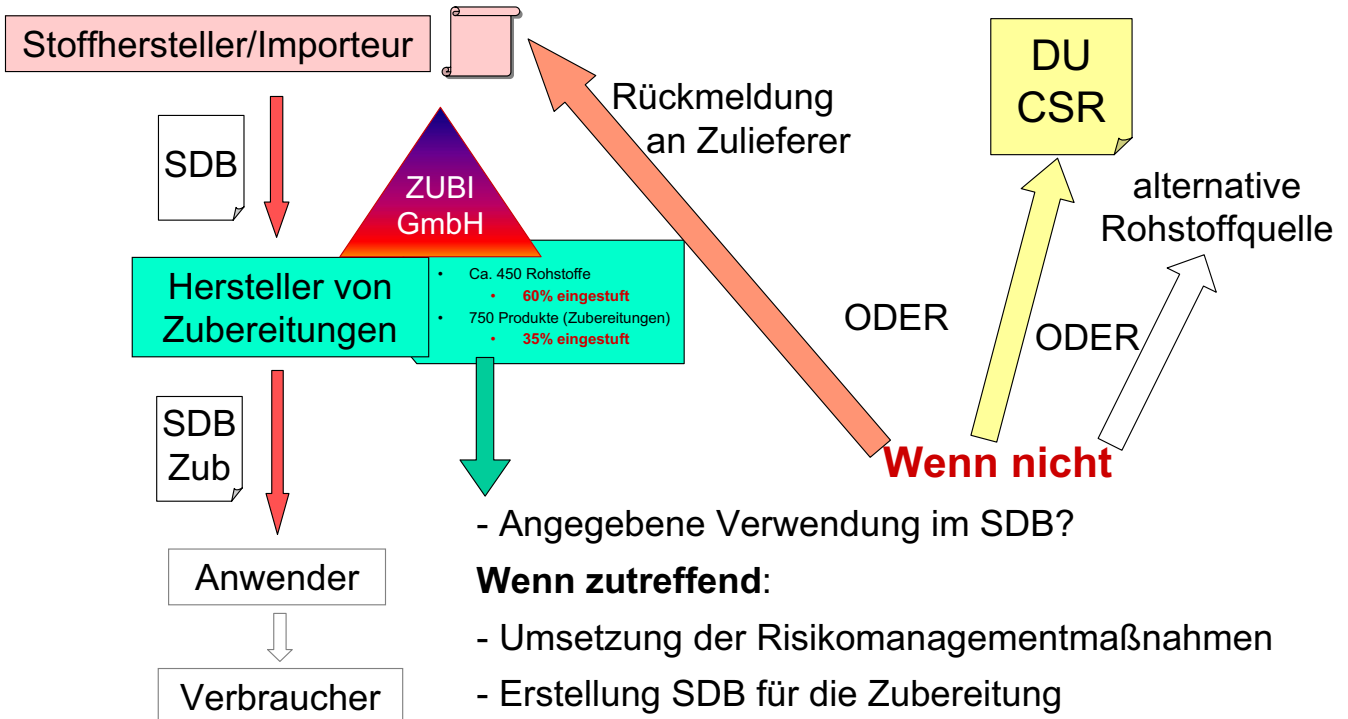 Stoffhersteller/Importeur
SDB
ZUBI
GmbH
Hersteller von
Zubereitungen
• Ca. 450 Rohstoffe
• 60% eingestuft
• 750 Produkte (Zubereitungen)
• 35% eingestuft
SDB
Zub
Anwender
Verbraucher
Rückmeldung
an Zulieferer
DU
CSR
alternative
Rohstoffquelle
ODER
ODER
Wenn nicht
- Angegebene Verwendung im SDB?
Wenn zutreffend:
- Umsetzung der Risikomanagementmaßnahmen
- Erstellung SDB für die Zubereitung